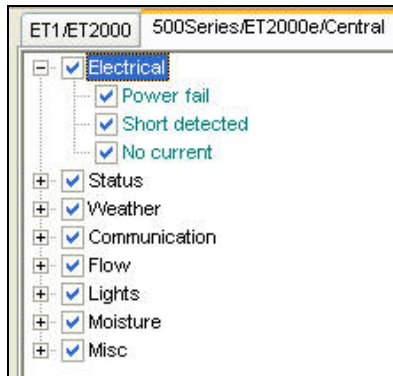 ET1/ET2000
500Series/ET2000e/Central
Electrical
Power fail
Short detected
No current
Status
Weather
Communication
Flow
Lights
Moisture
Misc